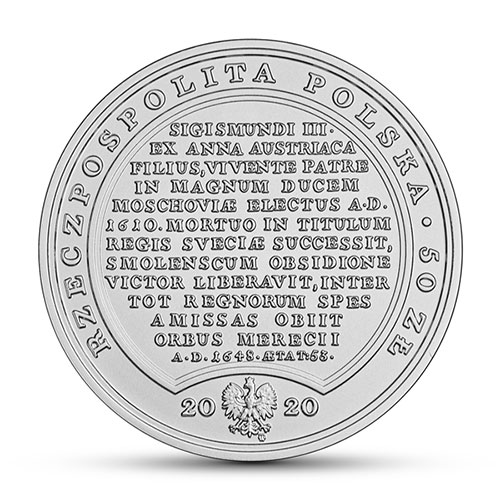 RZECZPOSPOLITA POLSKA · 50 ZŁ
SIGISMUNDI III·
EX ANNA AUSTRIACA
FILIUS, VIVENTE PATRE
IN MAGNUM DUCEM
MOSCHOVIÆ ELECTUS A.D.
1610. MORTUO IN TITULUM
REGIS SVECIÆ SUCCESSIT,
SMOLENSCUM OBSIDIONE
VICTOR LIBERAVIT, INTER
TOT REGNORUM SPES
AMISSAS OBIIT
ORBUS MERECII
A·D·1648·ÆTAT·53·
20 20